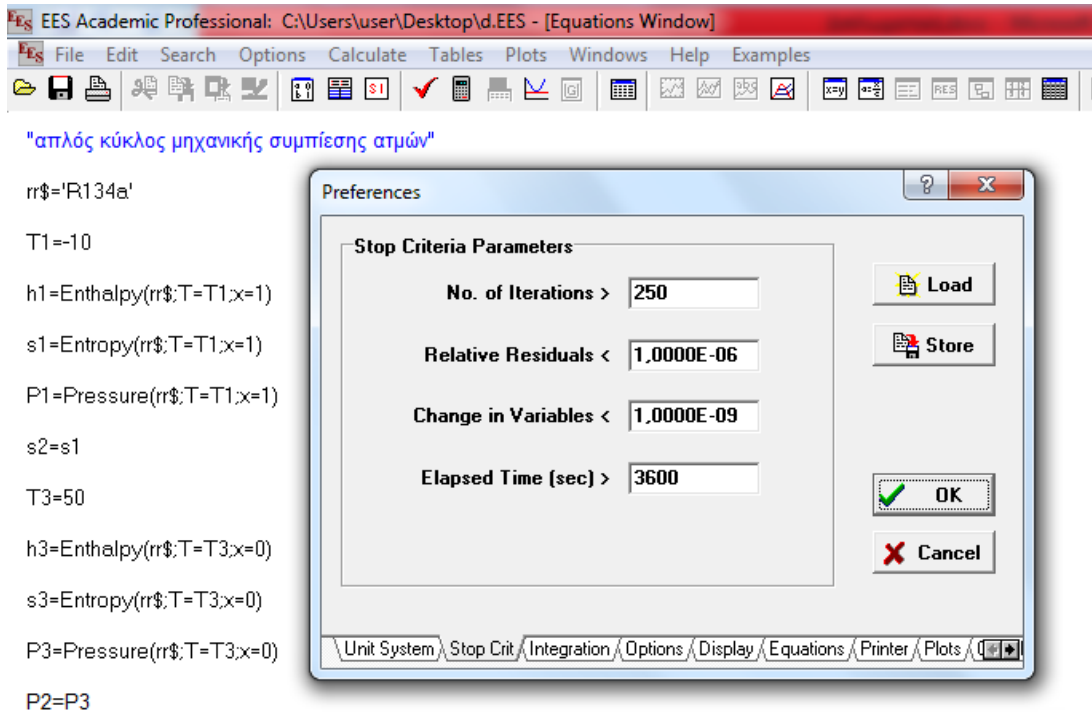 EES Academic Professional: C:\Users\user\Desktop\d.EES - [Equations Window]
File Edit Search Options Calculate Tables Plots Windows Help Examples
"απλός κύκλος μηχανικής συμπίεσης ατμών"
rr$='R134a'
T1=-10
h1=Enthalpy(rr$;T=T1;x=1)
s1=Entropy(rr$;T=T1;x=1)
P1=Pressure(rr$;T=T1;x=1)
s2=s1
T3=50
h3=Enthalpy(rr$;T=T3;x=0)
s3=Entropy(rr$;T=T3;x=0)
P3=Pressure(rr$;T=T3;x=0)
P2=P3
Preferences
Stop Criteria Parameters
No. of Iterations > 250
Relative Residuals < 1,0000E-06
Change in Variables < 1,0000E-09
Elapsed Time (sec) > 3600
Load
Store
OK
Cancel
Unit System Stop Crit Integration Options Display Equations Printer Plots